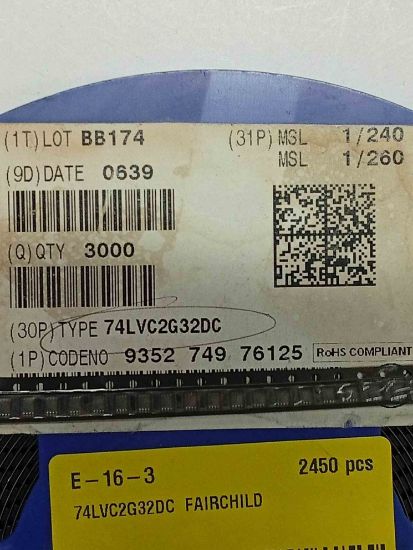 (1T) LOT BB174 (31P) MSL 1/240
MSL 1/260
(9D) DATE 0639
(Q) QTY 3000
(30P) TYPE 74LVC2G32DC
(1P) CODENO 9352 749 76125 RoHS COMPLIANT
E-16-3 2450 pcs
74LVC2G32DC FAIRCHILD